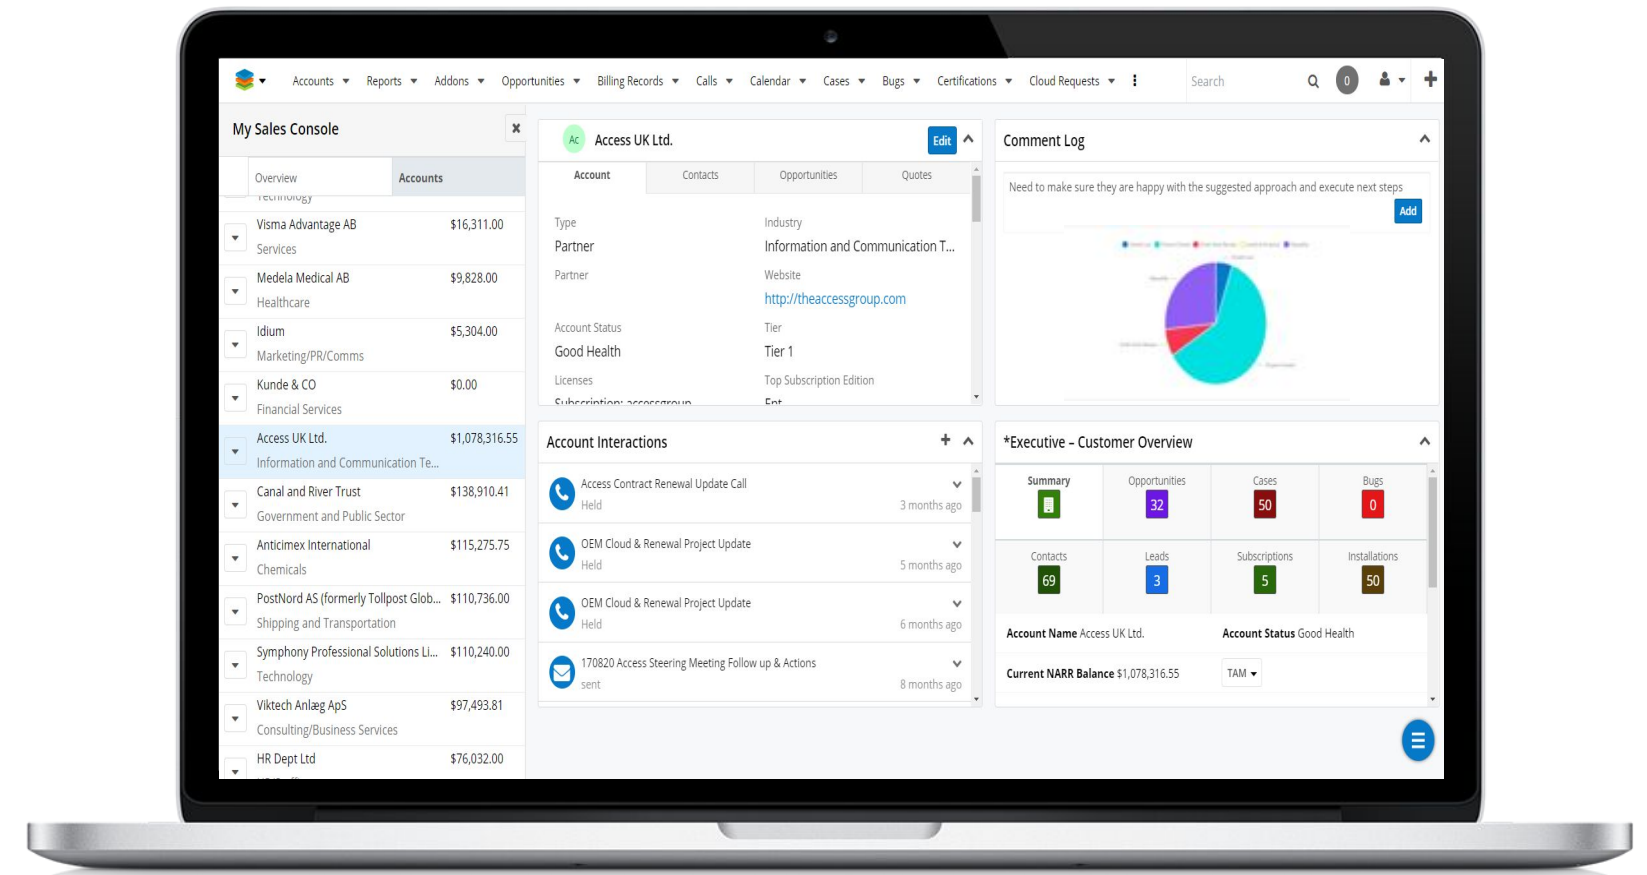 Accounts Reports Addons Opportunities Billing Records Calls Calendar Cases Bugs Certifications Cloud Requests Search 0
My Sales Console
Overview Accounts
Technology
Visma Advantage AB $16,311.00
Services
Medela Medical AB $9,828.00
Healthcare
Idium $5,304.00
Marketing/PR/Comms
Kunde & CO $0.00
Financial Services
Access UK Ltd. $1,078,316.55
Information and Communication Te...
Canal and River Trust $138,910.41
Government and Public Sector
Anticimex International $115,275.75
Chemicals
PostNord AS (formerly Tollpost Glob... $110,736.00
Shipping and Transportation
Symphony Professional Solutions Li... $110,240.00
Technology
Viktech Anlæg ApS $97,493.81
Consulting/Business Services
HR Dept Ltd $76,032.00
Ac Access UK Ltd. Edit
Account Contacts Opportunities Quotes
Type Industry
Partner Information and Communication T...
Partner Website
http://theaccessgroup.com
Account Status Tier
Good Health Tier 1
Licenses Top Subscription Edition
Subscription: accessgroup Ent
Comment Log
Need to make sure they are happy with the suggested approach and execute next steps
Add
Account Interactions
Access Contract Renewal Update Call
Held 3 months ago
OEM Cloud & Renewal Project Update
Held 5 months ago
OEM Cloud & Renewal Project Update
Held 6 months ago
170820 Access Steering Meeting Follow up & Actions
sent 8 months ago
*Executive – Customer Overview
Summary Opportunities Cases Bugs
32 50 0
Contacts Leads Subscriptions Installations
69 3 5 50
Account Name Access UK Ltd. Account Status Good Health
Current NARR Balance $1,078,316.55 TAM